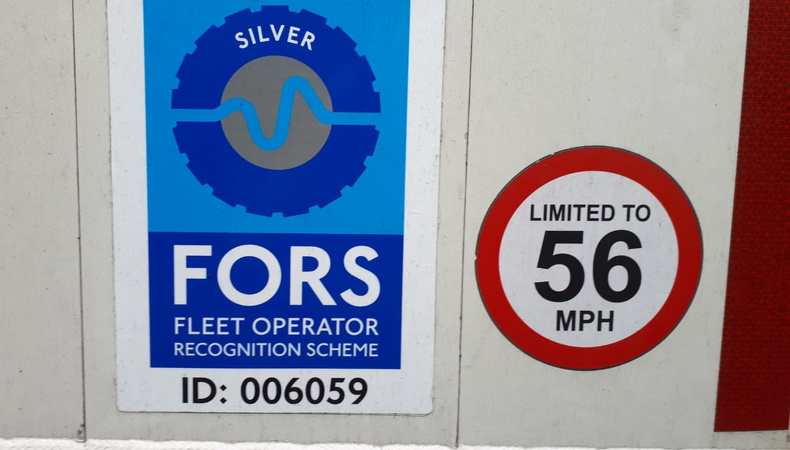 SILVER
FORS
FLEET OPERATOR
RECOGNITION SCHEME
ID: 006059
LIMITED TO
56
MPH